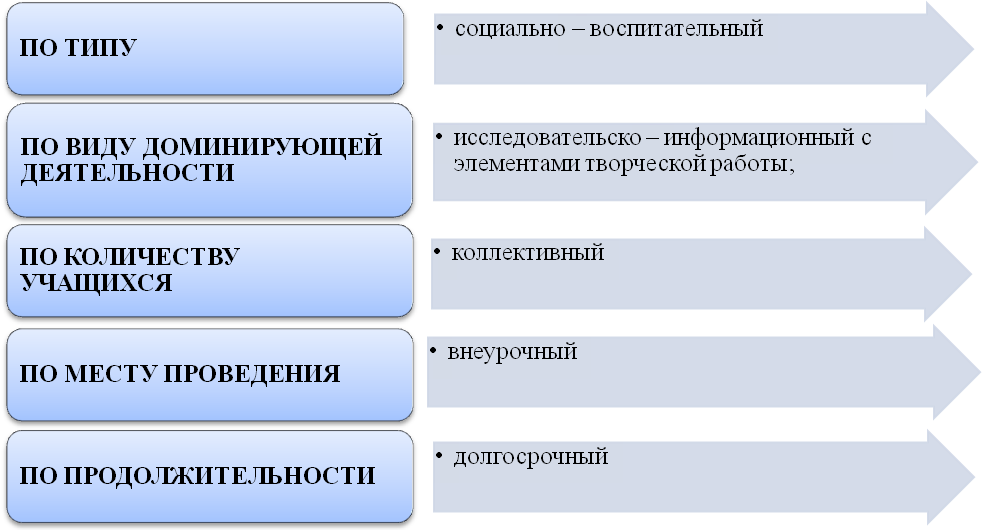 ПО ТИПУ
• социально – воспитательный
ПО ВИДУ ДОМИНИРУЮЩЕЙ
ДЕЯТЕЛЬНОСТИ
• исследовательско – информационный с
элементами творческой работы;
ПО КОЛИЧЕСТВУ
УЧАЩИХСЯ
• коллективный
ПО МЕСТУ ПРОВЕДЕНИЯ
• внеурочный
ПО ПРОДОЛЖИТЕЛЬНОСТИ
• долгосрочный